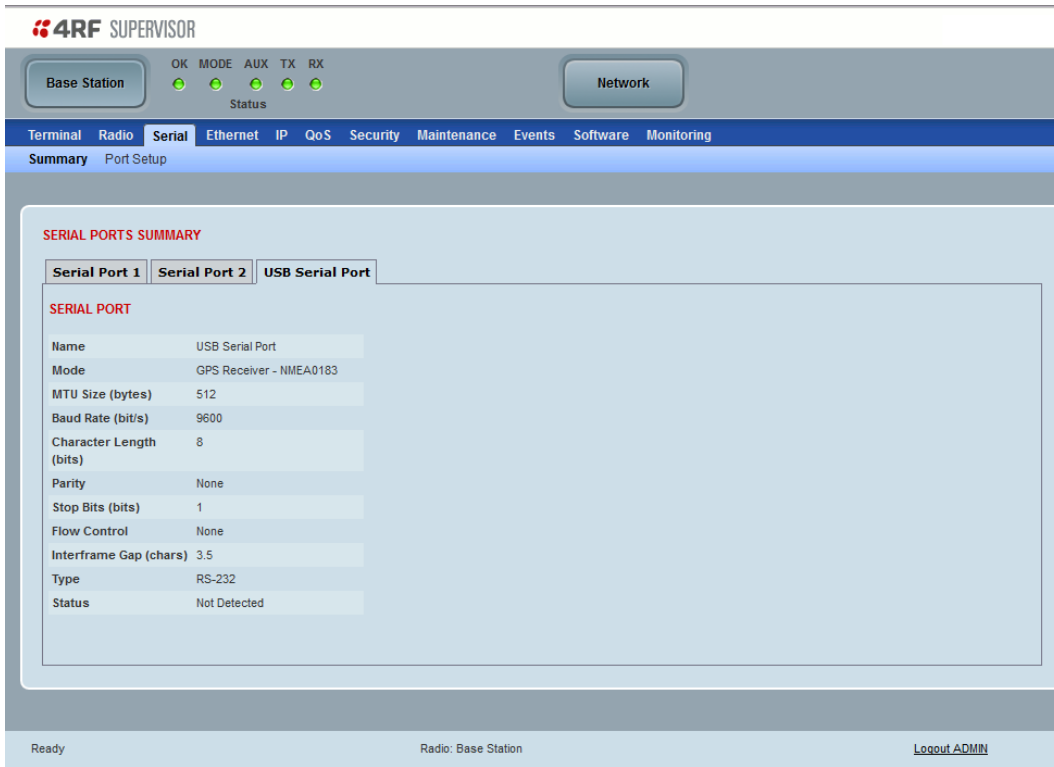 4RF SUPERVISOR
OK MODE AUX TX RX
Base Station
Network
Status
Terminal Radio Serial Ethernet IP QoS Security Maintenance Events Software Monitoring
Summary Port Setup
SERIAL PORTS SUMMARY
Serial Port 1 Serial Port 2 USB Serial Port
SERIAL PORT
Name USB Serial Port
Mode GPS Receiver - NMEA0183
MTU Size (bytes) 512
Baud Rate (bit/s) 9600
Character Length 8
(bits)
Parity None
Stop Bits (bits) 1
Flow Control None
Interframe Gap (chars) 3.5
Type RS-232
Status Not Detected
Ready Radio: Base Station Logout ADMIN